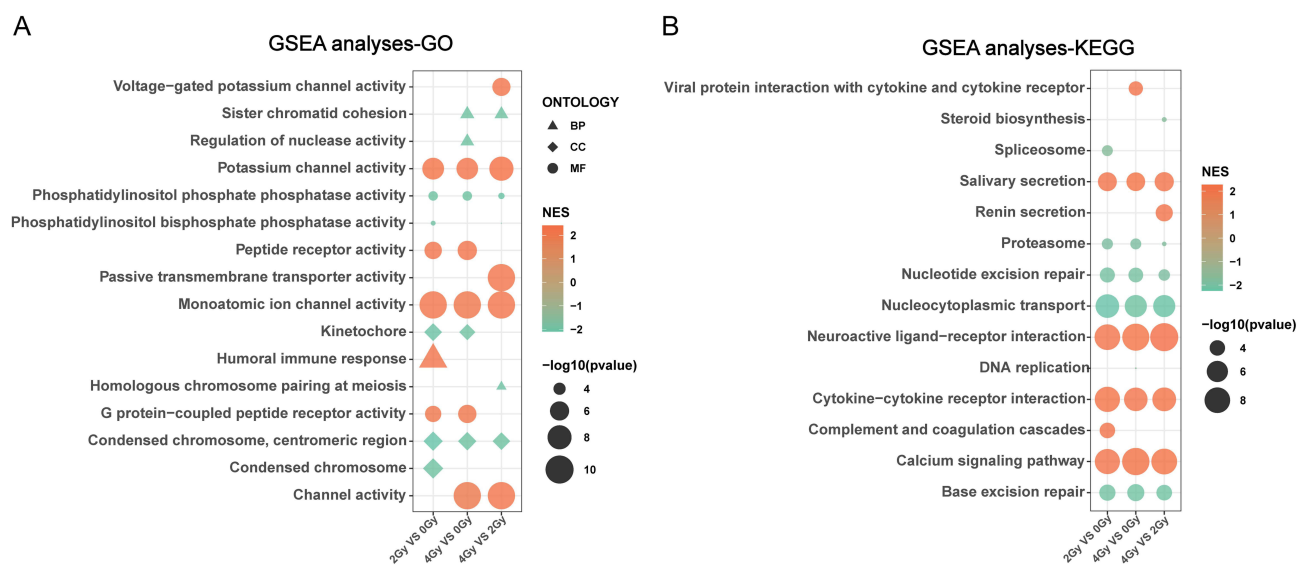 A
GSEA analyses-GO
Voltage−gated potassium channel activity
Sister chromatid cohesion
Regulation of nuclease activity
Potassium channel activity
Phosphatidylinositol phosphate phosphatase activity
Phosphatidylinositol bisphosphate phosphatase activity
Peptide receptor activity
Passive transmembrane transporter activity
Monoatomic ion channel activity
Kinetochore
Humoral immune response
Homologous chromosome pairing at meiosis
G protein−coupled peptide receptor activity
Condensed chromosome, centromeric region
Condensed chromosome
Channel activity
2Gy VS 0Gy
4Gy VS 0Gy
4Gy VS 2Gy
ONTOLOGY
BP
CC
MF
NES
2
1
0
−1
−2
−log10(pvalue)
4
6
8
10
B
GSEA analyses-KEGG
Viral protein interaction with cytokine and cytokine receptor
Steroid biosynthesis
Spliceosome
Salivary secretion
Renin secretion
Proteasome
Nucleotide excision repair
Nucleocytoplasmic transport
Neuroactive ligand−receptor interaction
DNA replication
Cytokine−cytokine receptor interaction
Complement and coagulation cascades
Calcium signaling pathway
Base excision repair
2Gy VS 0Gy
4Gy VS 0Gy
4Gy VS 2Gy
NES
2
1
0
−1
−2
−log10(pvalue)
4
6
8